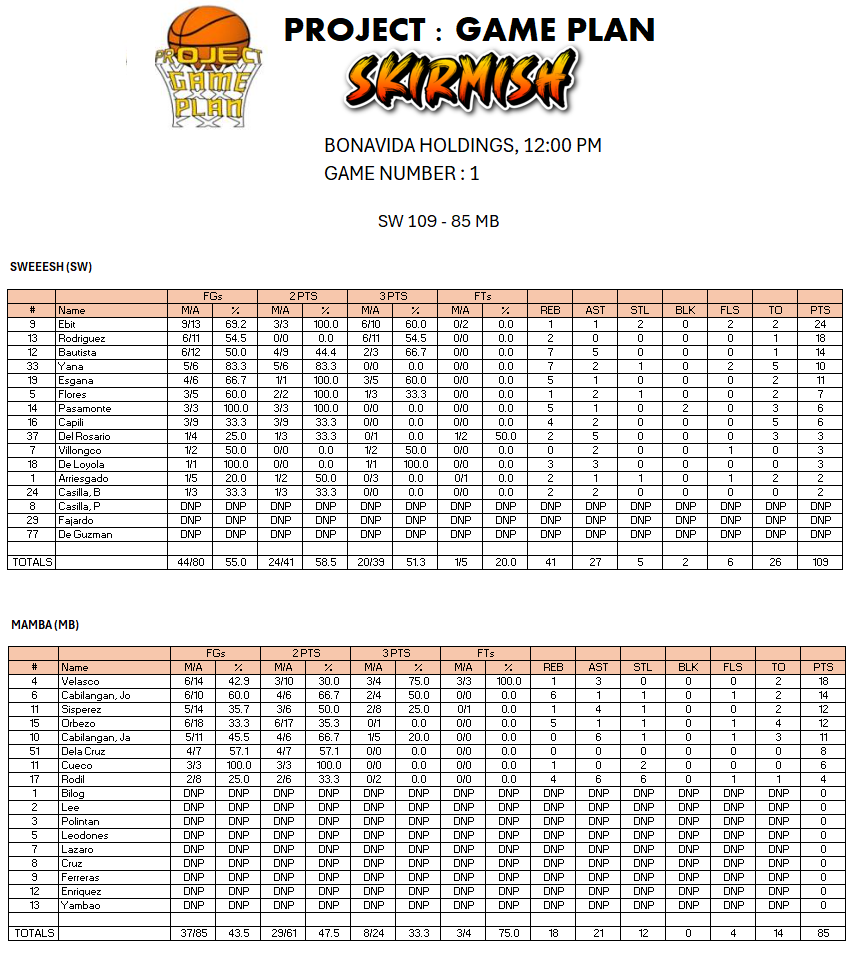 PROJECT GAME PLAN
PROJECT : GAME PLAN
SKIRMISH
BONAVIDA HOLDINGS, 12:00 PM
GAME NUMBER : 1
SW 109 - 85 MB
SWEEESH (SW)
FGs 2 PTS 3 PTS FTs
# Name M/A % M/A % M/A % M/A % REB AST STL BLK FLS TO PTS
9 Ebit 9/13 69.2 3/3 100.0 6/10 60.0 0/2 0.0 1 1 2 0 2 2 24
13 Rodriguez 6/11 54.5 0/0 0.0 6/11 54.5 0/0 0.0 2 0 0 0 0 1 18
12 Bautista 6/12 50.0 4/9 44.4 2/3 66.7 0/0 0.0 7 5 0 0 0 1 14
33 Yana 5/6 83.3 5/6 83.3 0/0 0.0 0/0 0.0 7 2 1 0 2 5 10
19 Esgana 4/6 66.7 1/1 100.0 3/5 60.0 0/0 0.0 5 1 0 0 0 2 11
5 Flores 3/5 60.0 2/2 100.0 1/3 33.3 0/0 0.0 1 2 1 0 0 2 7
14 Pasamonte 3/3 100.0 3/3 100.0 0/0 0.0 0/0 0.0 5 1 0 2 0 3 6
16 Capili 3/9 33.3 3/9 33.3 0/0 0.0 0/0 0.0 4 2 0 0 0 5 6
37 Del Rosario 1/4 25.0 1/3 33.3 0/1 0.0 1/2 50.0 2 5 0 0 0 3 3
7 Villongco 1/2 50.0 0/0 0.0 1/2 50.0 0/0 0.0 0 2 0 0 1 0 3
18 De Loyola 1/1 100.0 0/0 0.0 1/1 100.0 0/0 0.0 3 3 0 0 0 0 3
1 Arriesgado 1/5 20.0 1/2 50.0 0/3 0.0 0/1 0.0 2 1 1 0 1 2 2
24 Casilla, B 1/3 33.3 1/3 33.3 0/0 0.0 0/0 0.0 2 2 0 0 0 0 2
8 Casilla, P DNP DNP DNP DNP DNP DNP DNP DNP DNP DNP DNP DNP DNP DNP DNP
29 Fajardo DNP DNP DNP DNP DNP DNP DNP DNP DNP DNP DNP DNP DNP DNP DNP
77 De Guzman DNP DNP DNP DNP DNP DNP DNP DNP DNP DNP DNP DNP DNP DNP DNP
TOTALS 44/80 55.0 24/41 58.5 20/39 51.3 1/5 20.0 41 27 5 2 6 26 109
MAMBA (MB)
FGs 2 PTS 3 PTS FTs
# Name M/A % M/A % M/A % M/A % REB AST STL BLK FLS TO PTS
4 Velasco 6/14 42.9 3/10 30.0 3/4 75.0 3/3 100.0 1 3 0 0 0 2 18
6 Cabilangan, Jo 6/10 60.0 4/6 66.7 2/4 50.0 0/0 0.0 6 1 1 0 1 2 14
11 Sisperez 5/14 35.7 3/6 50.0 2/8 25.0 0/1 0.0 1 4 1 0 0 2 12
15 Orbezo 6/18 33.3 6/17 35.3 0/1 0.0 0/0 0.0 5 1 1 0 1 4 12
10 Cabilangan, Ja 5/11 45.5 4/6 66.7 1/5 20.0 0/0 0.0 0 6 1 0 1 3 11
51 Dela Cruz 4/7 57.1 4/7 57.1 0/0 0.0 0/0 0.0 0 0 0 0 0 0 8
11 Cueco 3/3 100.0 3/3 100.0 0/0 0.0 0/0 0.0 1 0 2 0 0 0 6
17 Rodil 2/8 25.0 2/6 33.3 0/2 0.0 0/0 0.0 4 6 6 0 1 1 4
1 Bilog DNP DNP DNP DNP DNP DNP DNP DNP DNP DNP DNP DNP DNP DNP 0
2 Lee DNP DNP DNP DNP DNP DNP DNP DNP DNP DNP DNP DNP DNP DNP 0
3 Polintan DNP DNP DNP DNP DNP DNP DNP DNP DNP DNP DNP DNP DNP DNP 0
5 Leodones DNP DNP DNP DNP DNP DNP DNP DNP DNP DNP DNP DNP DNP DNP 0
7 Lazaro DNP DNP DNP DNP DNP DNP DNP DNP DNP DNP DNP DNP DNP DNP 0
8 Cruz DNP DNP DNP DNP DNP DNP DNP DNP DNP DNP DNP DNP DNP DNP 0
9 Ferreras DNP DNP DNP DNP DNP DNP DNP DNP DNP DNP DNP DNP DNP DNP 0
12 Enriquez DNP DNP DNP DNP DNP DNP DNP DNP DNP DNP DNP DNP DNP DNP 0
13 Yambao DNP DNP DNP DNP DNP DNP DNP DNP DNP DNP DNP DNP DNP DNP 0
TOTALS 37/85 43.5 29/61 47.5 8/24 33.3 3/4 75.0 18 21 12 0 4 14 85